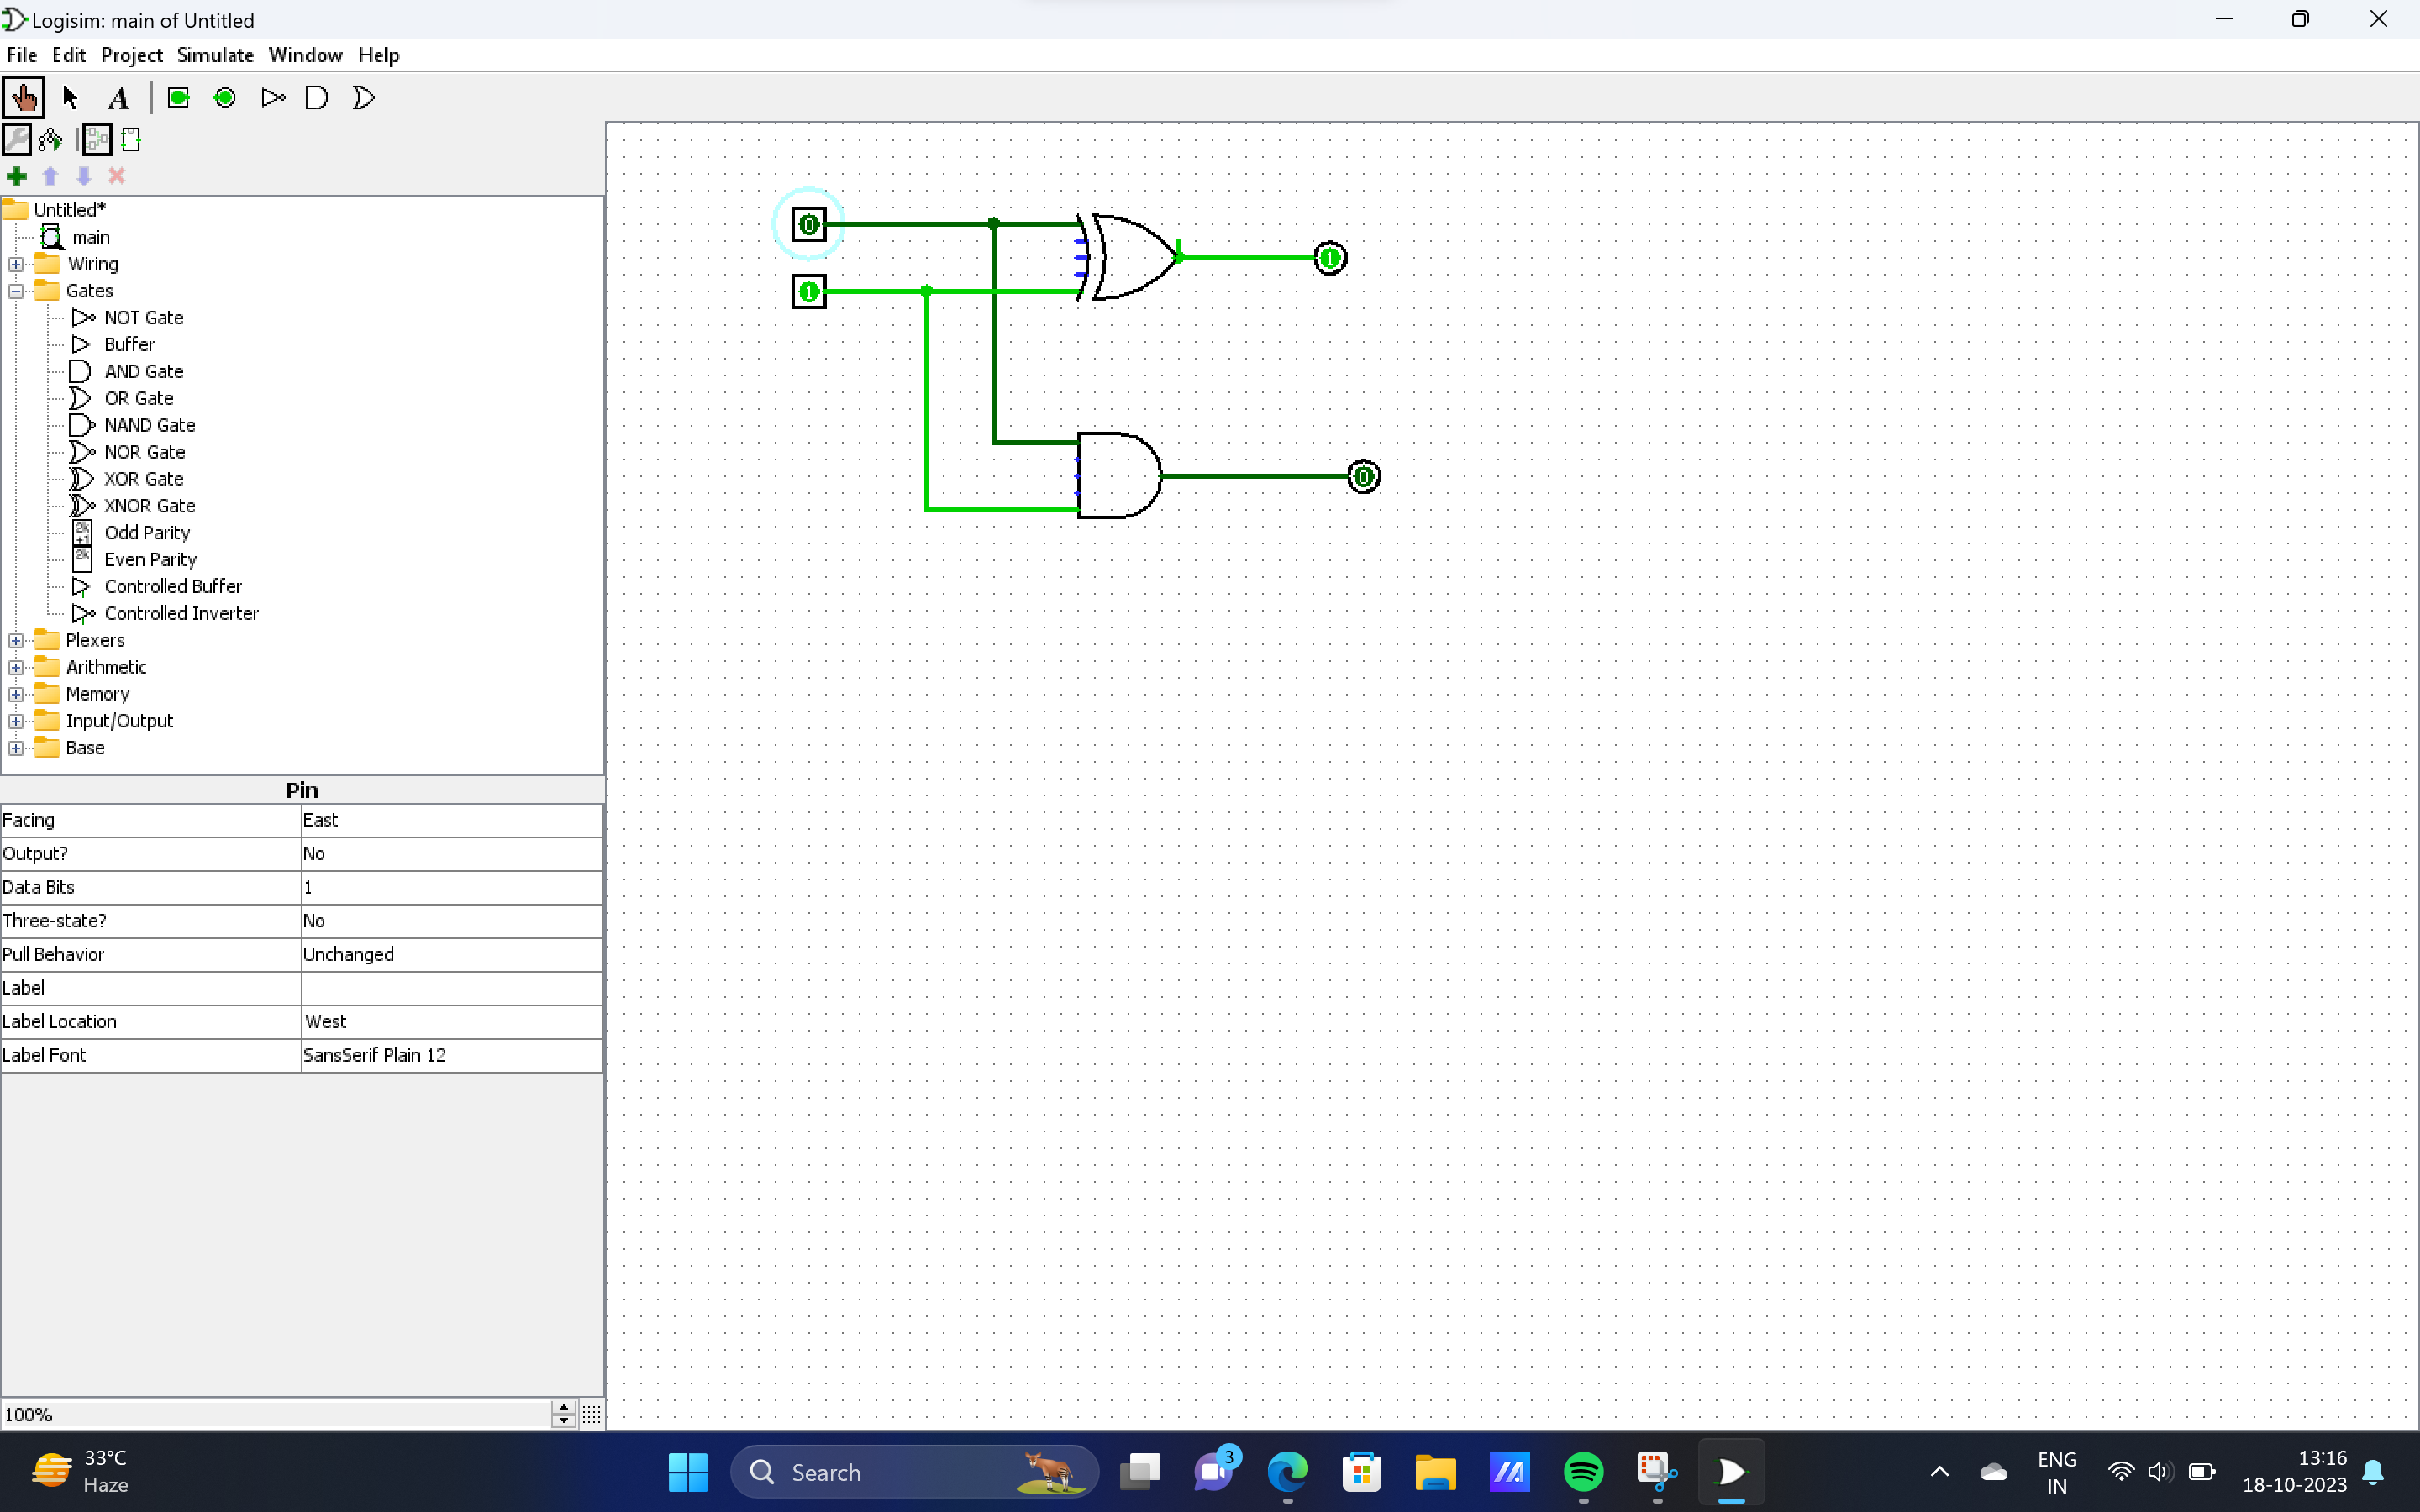 Logisim: main of Untitled
File Edit Project Simulate Window Help
A
Untitled*
main
Wiring
Gates
NOT Gate
Buffer
AND Gate
OR Gate
NAND Gate
NOR Gate
XOR Gate
XNOR Gate
2k+1 Odd Parity
2k Even Parity
Controlled Buffer
Controlled Inverter
Plexers
Arithmetic
Memory
Input/Output
Base
Pin
Facing East
Output? No
Data Bits 1
Three-state? No
Pull Behavior Unchanged
Label
Label Location West
Label Font SansSerif Plain 12
100%
0
1
1
0
33°C
Haze
Search
3
ENG
IN
13:16
18-10-2023